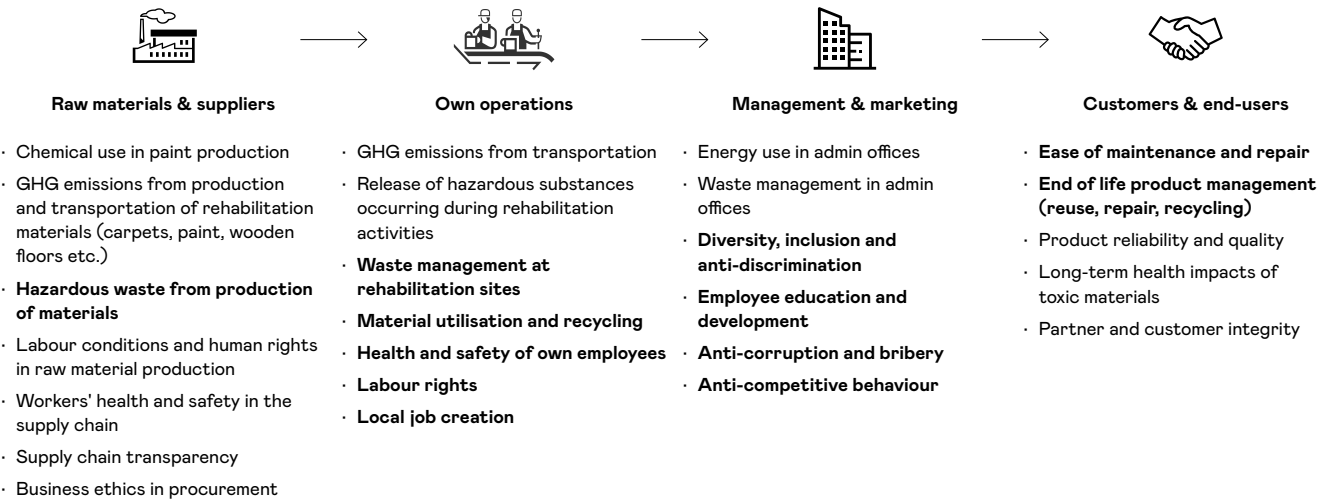 Raw materials & suppliers
· Chemical use in paint production
· GHG emissions from production
and transportation of rehabilitation
materials (carpets, paint, wooden
floors etc.)
· Hazardous waste from production
of materials
· Labour conditions and human rights
in raw material production
· Workers' health and safety in the
supply chain
· Supply chain transparency
· Business ethics in procurement
Own operations
· GHG emissions from transportation
· Release of hazardous substances
occurring during rehabilitation
activities
· Waste management at
rehabilitation sites
· Material utilisation and recycling
· Health and safety of own employees
· Labour rights
· Local job creation
Management & marketing
· Energy use in admin offices
· Waste management in admin
offices
· Diversity, inclusion and
anti-discrimination
· Employee education and
development
· Anti-corruption and bribery
· Anti-competitive behaviour
Customers & end-users
· Ease of maintenance and repair
· End of life product management
(reuse, repair, recycling)
· Product reliability and quality
· Long-term health impacts of
toxic materials
· Partner and customer integrity